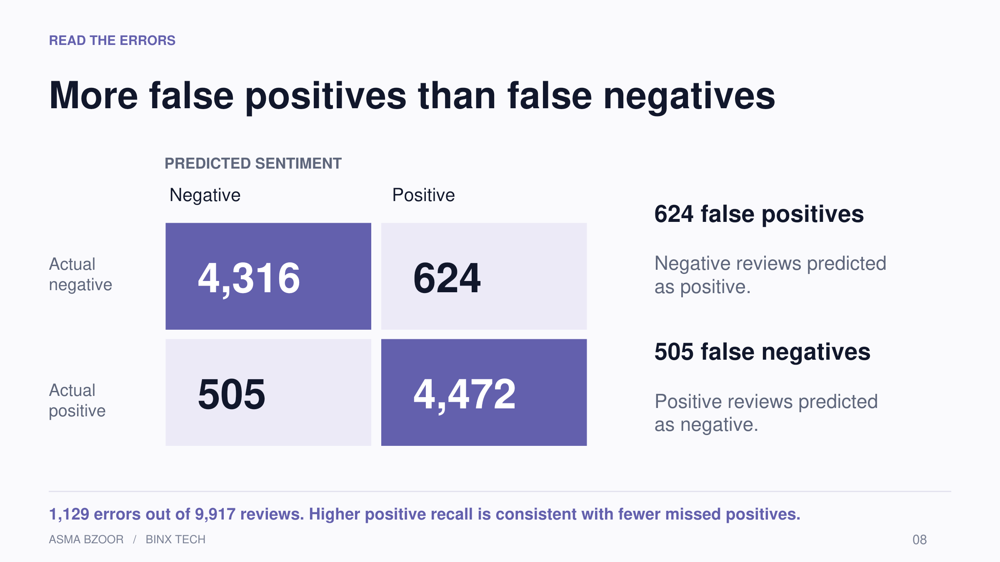 READ THE ERRORS
More false positives than false negatives
PREDICTED SENTIMENT
Negative
Positive
Actual
negative
4,316
624
Actual
positive
505
4,472
624 false positives
Negative reviews predicted
as positive.
505 false negatives
Positive reviews predicted
as negative.
1,129 errors out of 9,917 reviews. Higher positive recall is consistent with fewer missed positives.
ASMA BZOOR / BINX TECH
08